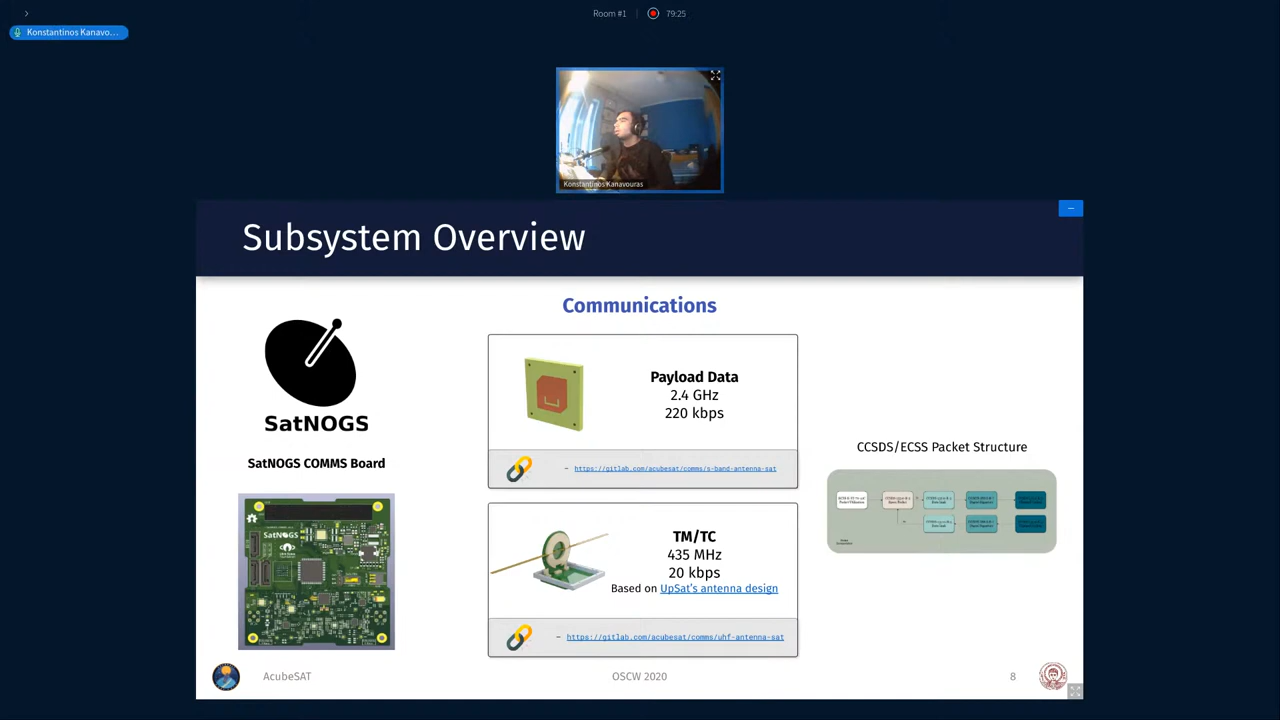 Room #1
79:25
Konstantinos Kanavo...
Konstantinos Kanavouras
Subsystem Overview
Communications
SatNOGS
SatNOGS COMMS Board
SatNOGS
Payload Data
2.4 GHz
220 kbps
– https://gitlab.com/acubesat/comms/s-band-antenna-sat
TM/TC
435 MHz
20 kbps
Based on UpSat's antenna design
– https://gitlab.com/acubesat/comms/uhf-antenna-sat
CCSDS/ECSS Packet Structure
AcubeSAT
OSCW 2020
8